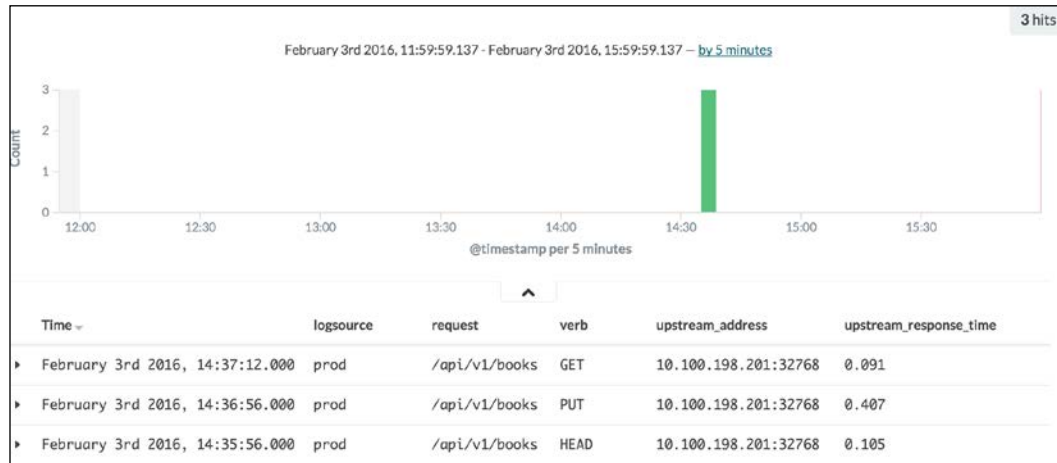 3 hits
February 3rd 2016, 11:59:59.137 - February 3rd 2016, 15:59:59.137 — by 5 minutes
3
2
1
0
Count
12:00 12:30 13:00 13:30 14:00 14:30 15:00 15:30
@timestamp per 5 minutes
Time logsource request verb upstream_address upstream_response_time
February 3rd 2016, 14:37:12.000 prod /api/v1/books GET 10.100.198.201:32768 0.091
February 3rd 2016, 14:36:56.000 prod /api/v1/books PUT 10.100.198.201:32768 0.407
February 3rd 2016, 14:35:56.000 prod /api/v1/books HEAD 10.100.198.201:32768 0.105